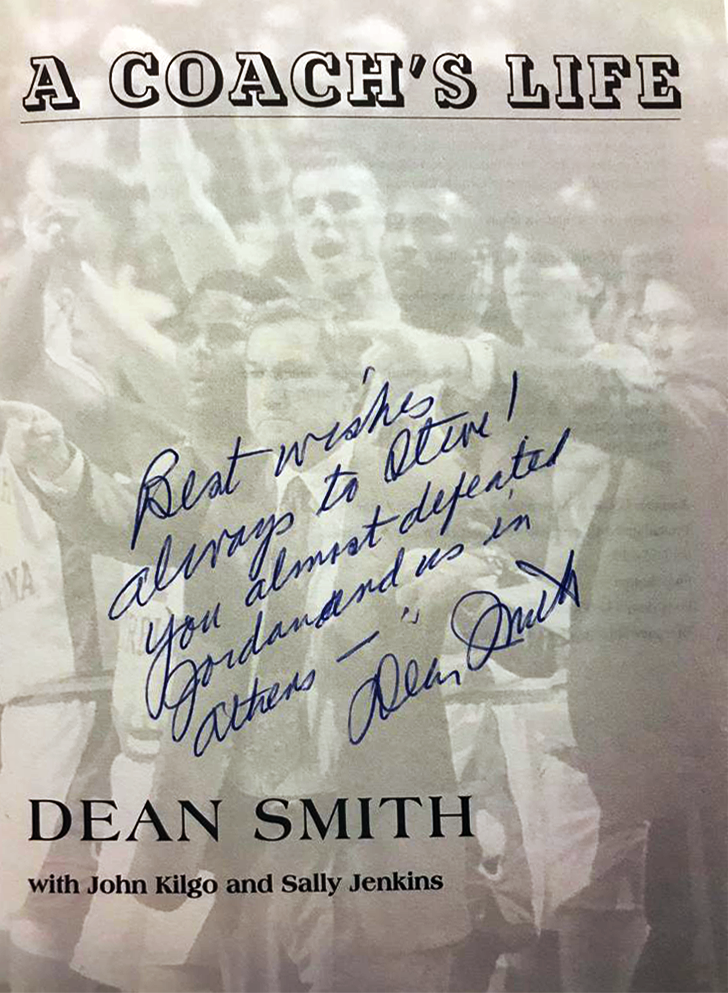 A COACH'S LIFE
Best wishes
always to Steve!
you almost defeated
Jordan and us in
Athens — "
Dean Smith
DEAN SMITH
with John Kilgo and Sally Jenkins